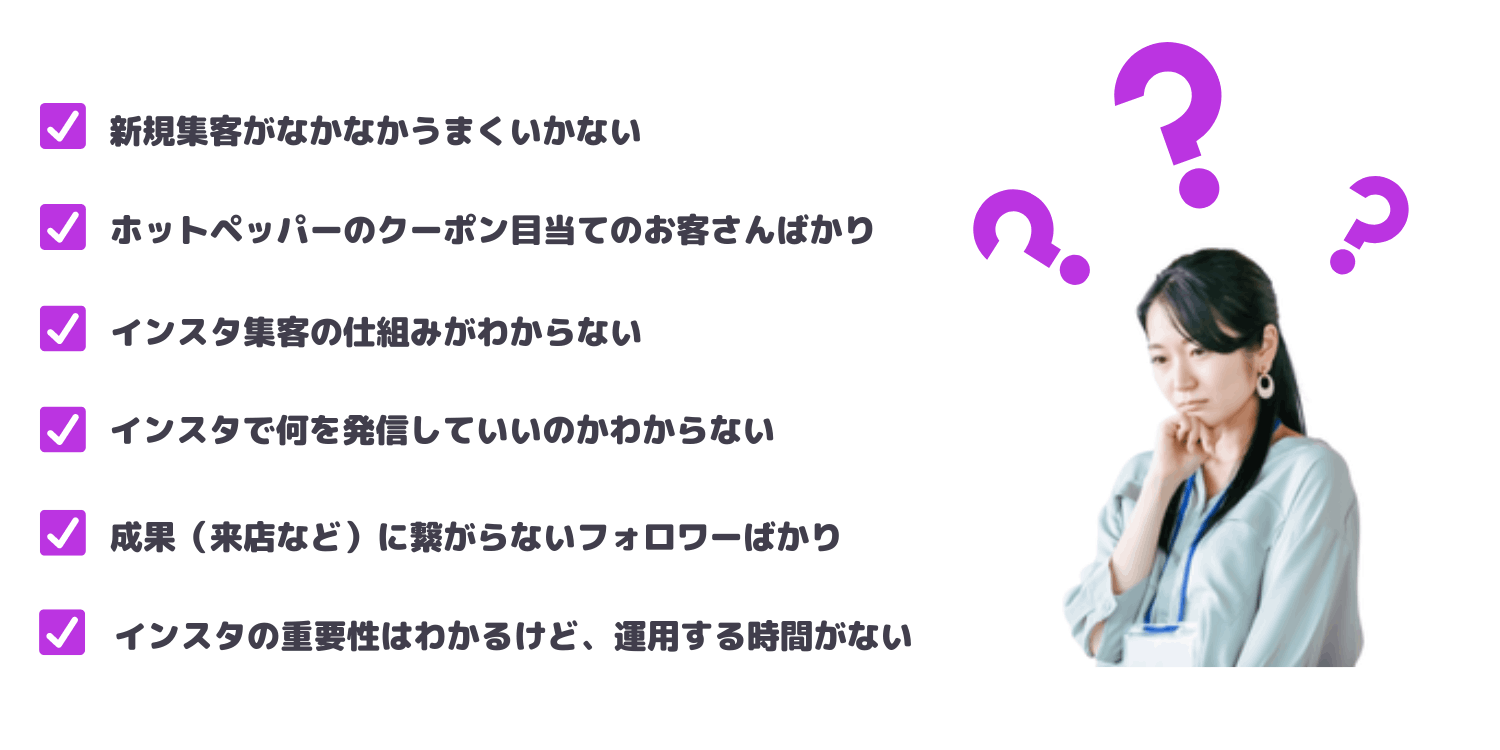 新規集客がなかなかうまくいかない
ホットペッパーのクーポン目当てのお客さんばかり
インスタ集客の仕組みがわからない
インスタで何を発信していいのかわからない
成果（来店など）に繋がらないフォロワーばかり
インスタの重要性はわかるけど、運用する時間がない